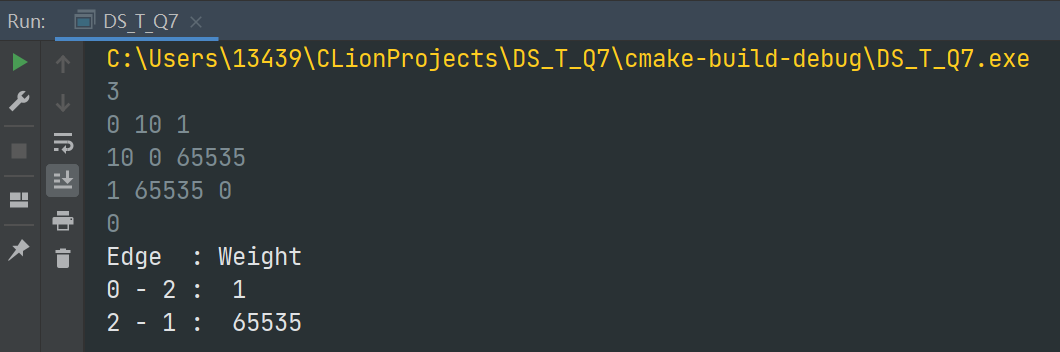 Run: DS_T_Q7
C:\Users\13439\CLionProjects\DS_T_Q7\cmake-build-debug\DS_T_Q7.exe
3
0 10 1
10 0 65535
1 65535 0
0
Edge  : Weight
0 - 2 :  1
2 - 1 :  65535